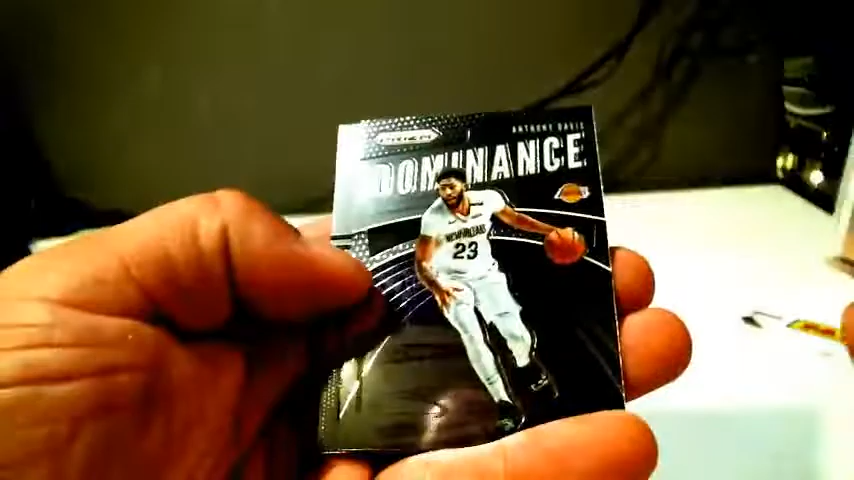 PRIZM
ANTHONY DAVIS
DOMINANCE
NEW ORLEANS
23